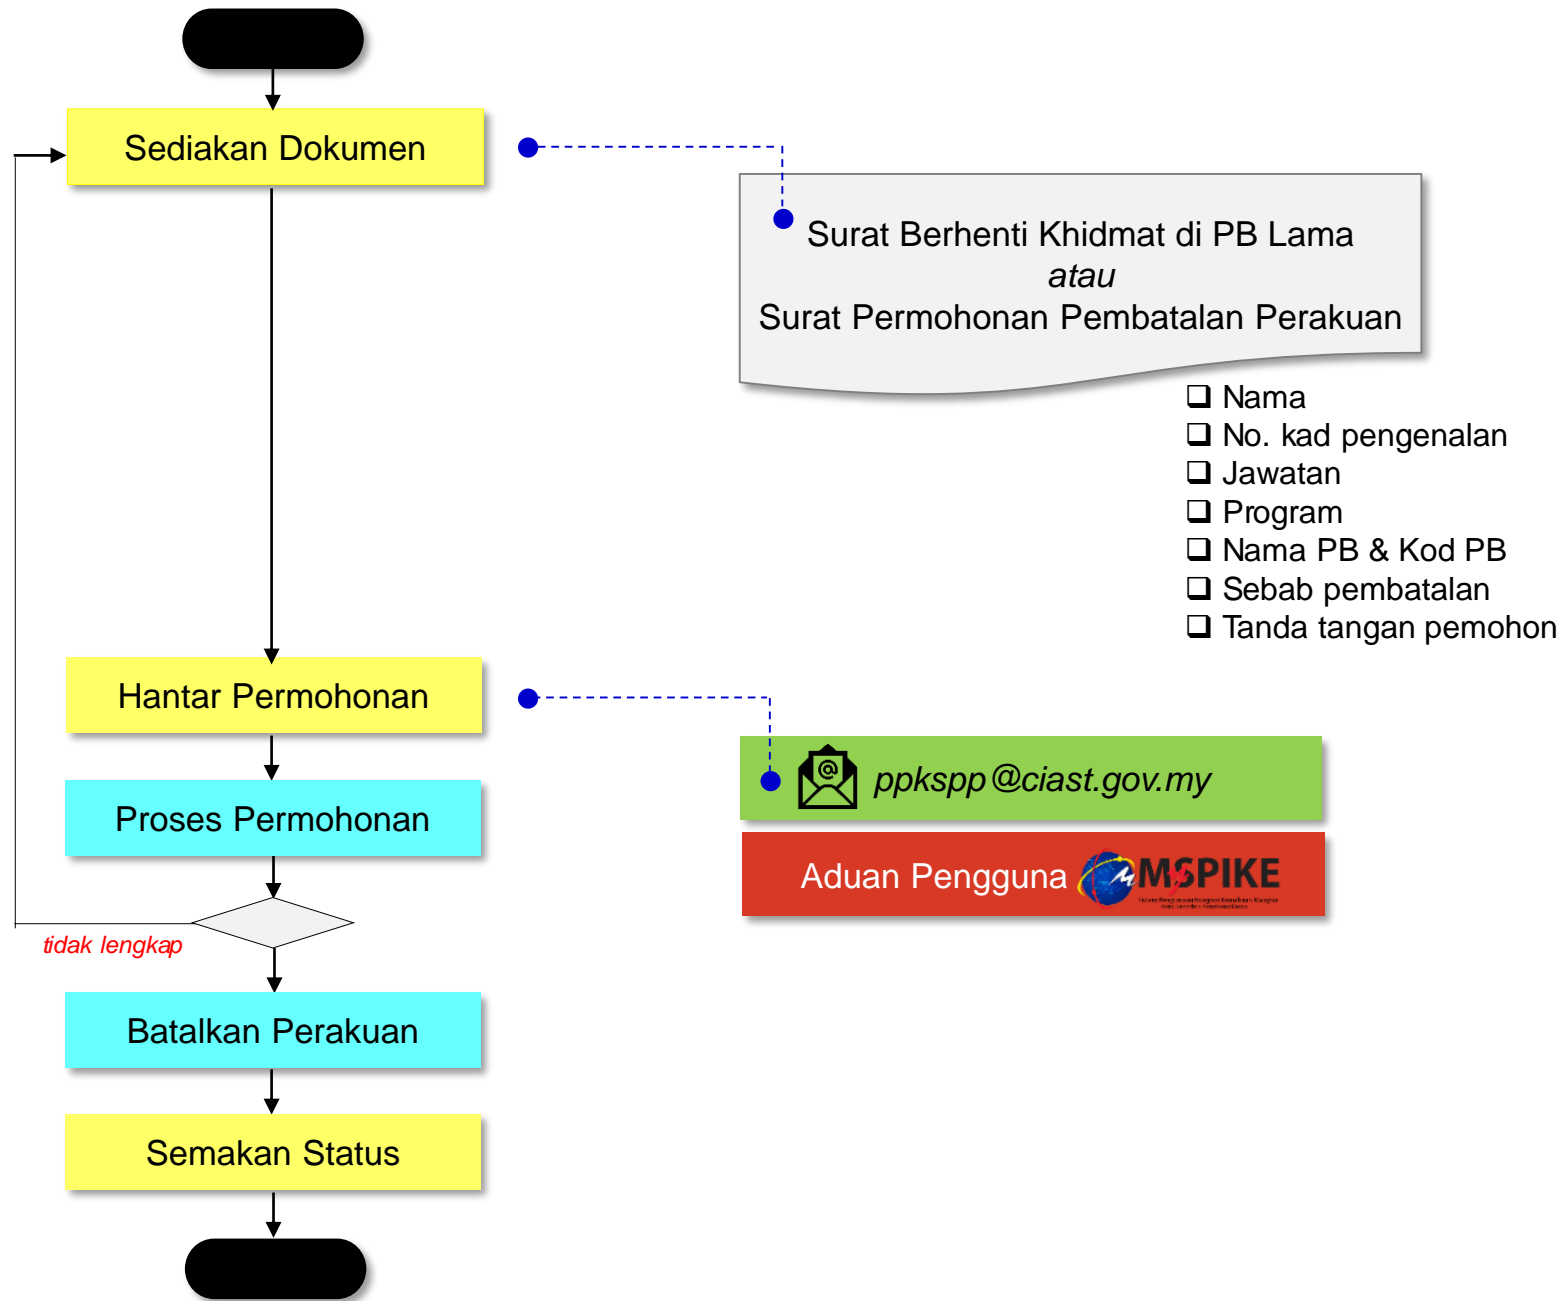 Sediakan Dokumen
Surat Berhenti Khidmat di PB Lama
atau
Surat Permohonan Pembatalan Perakuan
❑ Nama
❑ No. kad pengenalan
❑ Jawatan
❑ Program
❑ Nama PB & Kod PB
❑ Sebab pembatalan
❑ Tanda tangan pemohon
Hantar Permohonan
@ ppkspp@ciast.gov.my
Proses Permohonan
Aduan Pengguna MySPIKE
tidak lengkap
Batalkan Perakuan
Semakan Status